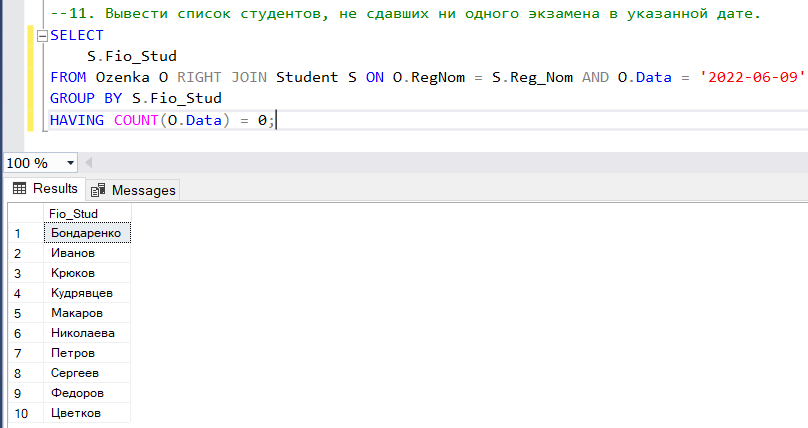 --11. Вывести список студентов, не сдавших ни одного экзамена в указанной дате.
SELECT
S.Fio_Stud
FROM Ozenka O RIGHT JOIN Student S ON O.RegNom = S.Reg_Nom AND O.Data = '2022-06-09'
GROUP BY S.Fio_Stud
HAVING COUNT(O.Data) = 0;
100 %
Results Messages
Fio_Stud
1 Бондаренко
2 Иванов
3 Крюков
4 Кудрявцев
5 Макаров
6 Николаева
7 Петров
8 Сергеев
9 Федоров
10 Цветков